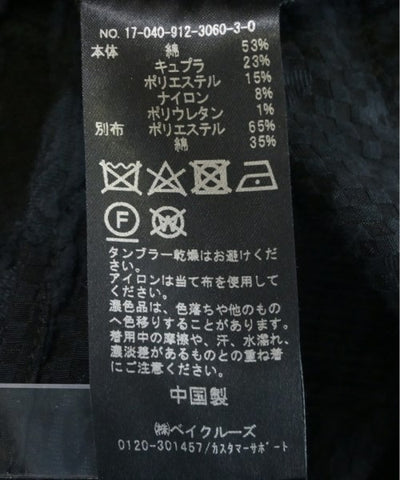 NO. 17-040-912-3060-3-0
本体 綿 53%
キュプラ 23%
ポリエステル 15%
ナイロン 8%
ポリウレタン 1%
別布 ポリエステル 65%
綿 35%
F W
タンブラー乾燥はお避けくだ
さい。
アイロンは当て布を使用して
ください。
濃色品は、色落ちや他のもの
へ色移りすることがあります。
着用中の摩擦や、汗、水濡れ、
濃淡差があるものとの重ね着
にご注意ください。
中国製
㈱ベイクルーズ
0120-301457/カスタマーサポート